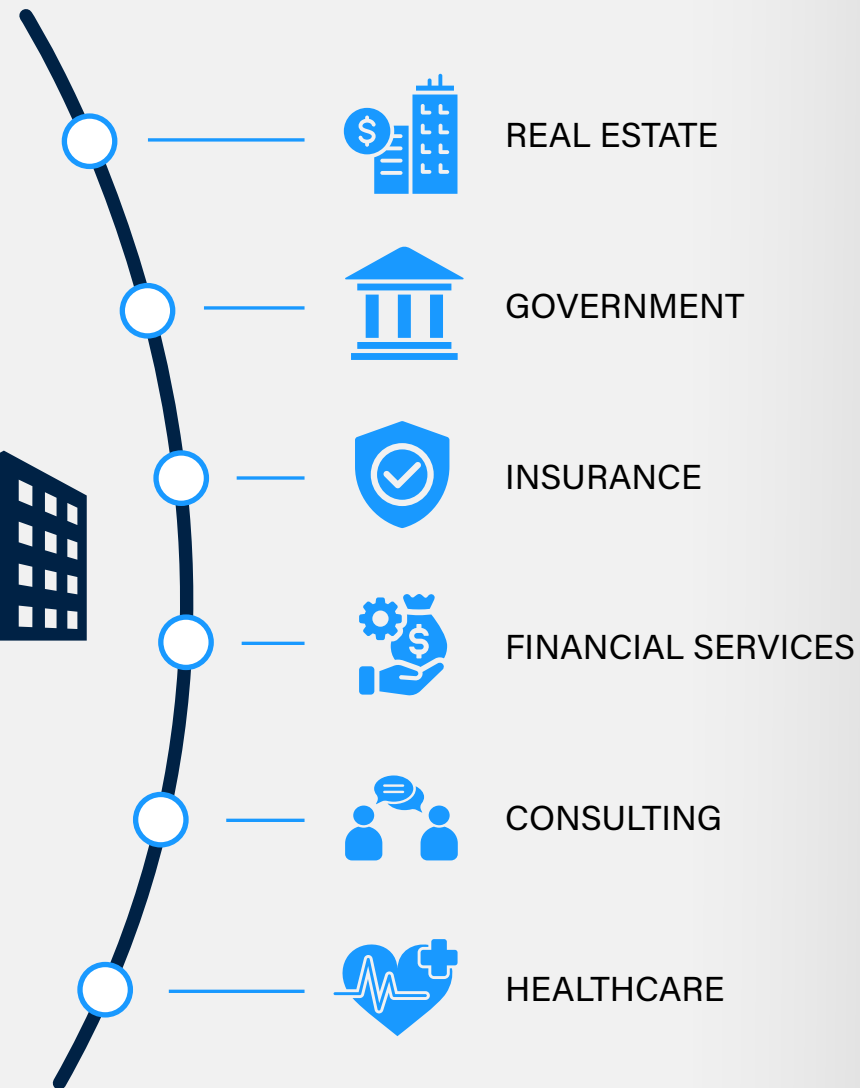 REAL ESTATE
GOVERNMENT
INSURANCE
$
FINANCIAL SERVICES
CONSULTING
HEALTHCARE